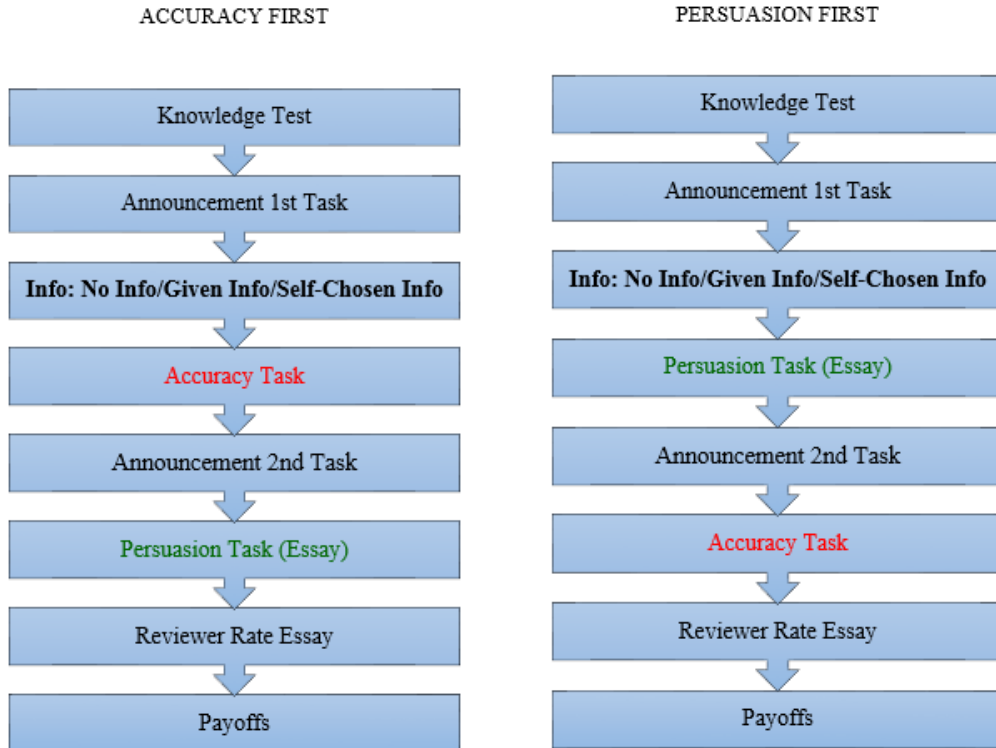 ACCURACY FIRST
Knowledge Test
Announcement 1st Task
Info: No Info/Given Info/Self-Chosen Info
Accuracy Task
Announcement 2nd Task
Persuasion Task (Essay)
Reviewer Rate Essay
Payoffs
PERSUASION FIRST
Knowledge Test
Announcement 1st Task
Info: No Info/Given Info/Self-Chosen Info
Persuasion Task (Essay)
Announcement 2nd Task
Accuracy Task
Reviewer Rate Essay
Payoffs